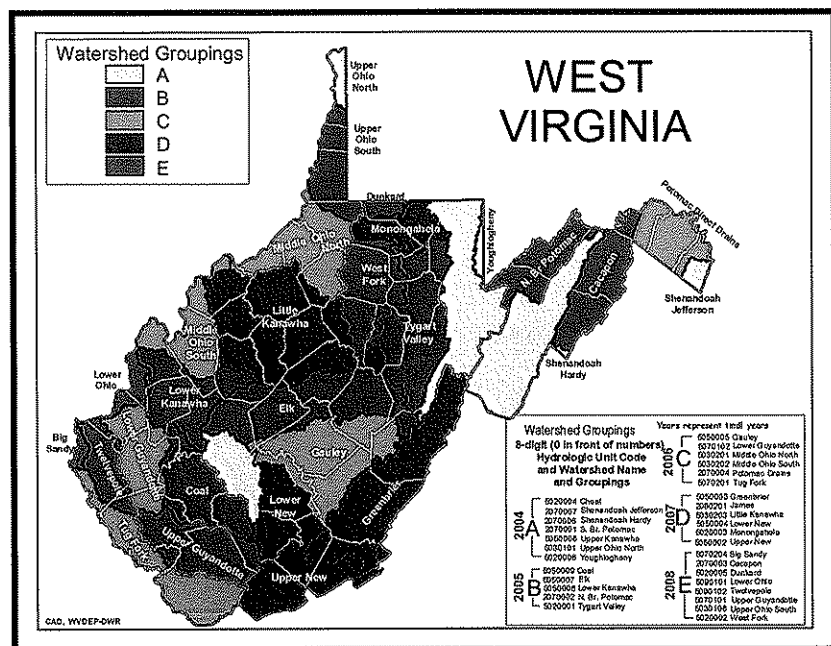 Watershed Groupings
A
B
C
D
E
WEST
VIRGINIA
Upper
Ohio
North
Upper
Ohio
South
Dunkard
Monongahela
Youghiogheny
N. Br. Potomac
Cacapon
Potomac Direct Drains
Shenandoah
Jefferson
Shenandoah
Hardy
Middle Ohio
North
West
Fork
Tygart
Valley
Little
Kanawha
Middle
Ohio
South
Lower
Ohio
Lower
Kanawha
Elk
Big
Sandy
Twelvepole
Lower Guyandotte
Gauley
Coal
Lower
New
Greenbrier
Tug Fork
Upper Guyandotte
Upper New
CAD, WVDEP-DWR
Watershed Groupings
8-digit (0 in front of numbers)
Hydrologic Unit Code
and Watershed Name
and Groupings
Years represent tmdl years
2004
A
5020004 Cheat
2070007 Shenandoah Jefferson
2070006 Shenandoah Hardy
2070001 S. Br. Potomac
5050006 Upper Kanawha
5030101 Upper Ohio North
5020006 Youghiogheny
2005
B
5050009 Coal
5050007 Elk
5050008 Lower Kanawha
2070002 N. Br. Potomac
5020001 Tygart Valley
2006
C
5050005 Gauley
5070102 Lower Guyandotte
5030201 Middle Ohio North
5030202 Middle Ohio South
2070004 Potomac Drains
5070201 Tug Fork
2007
D
5050003 Greenbrier
2080201 James
5030203 Little Kanawha
5050004 Lower New
5020003 Monongahela
5050002 Upper New
2008
E
5070204 Big Sandy
2070003 Cacapon
5020005 Dunkard
5090101 Lower Ohio
5090102 Twelvepole
5070101 Upper Guyandotte
5030106 Upper Ohio South
5020002 West Fork